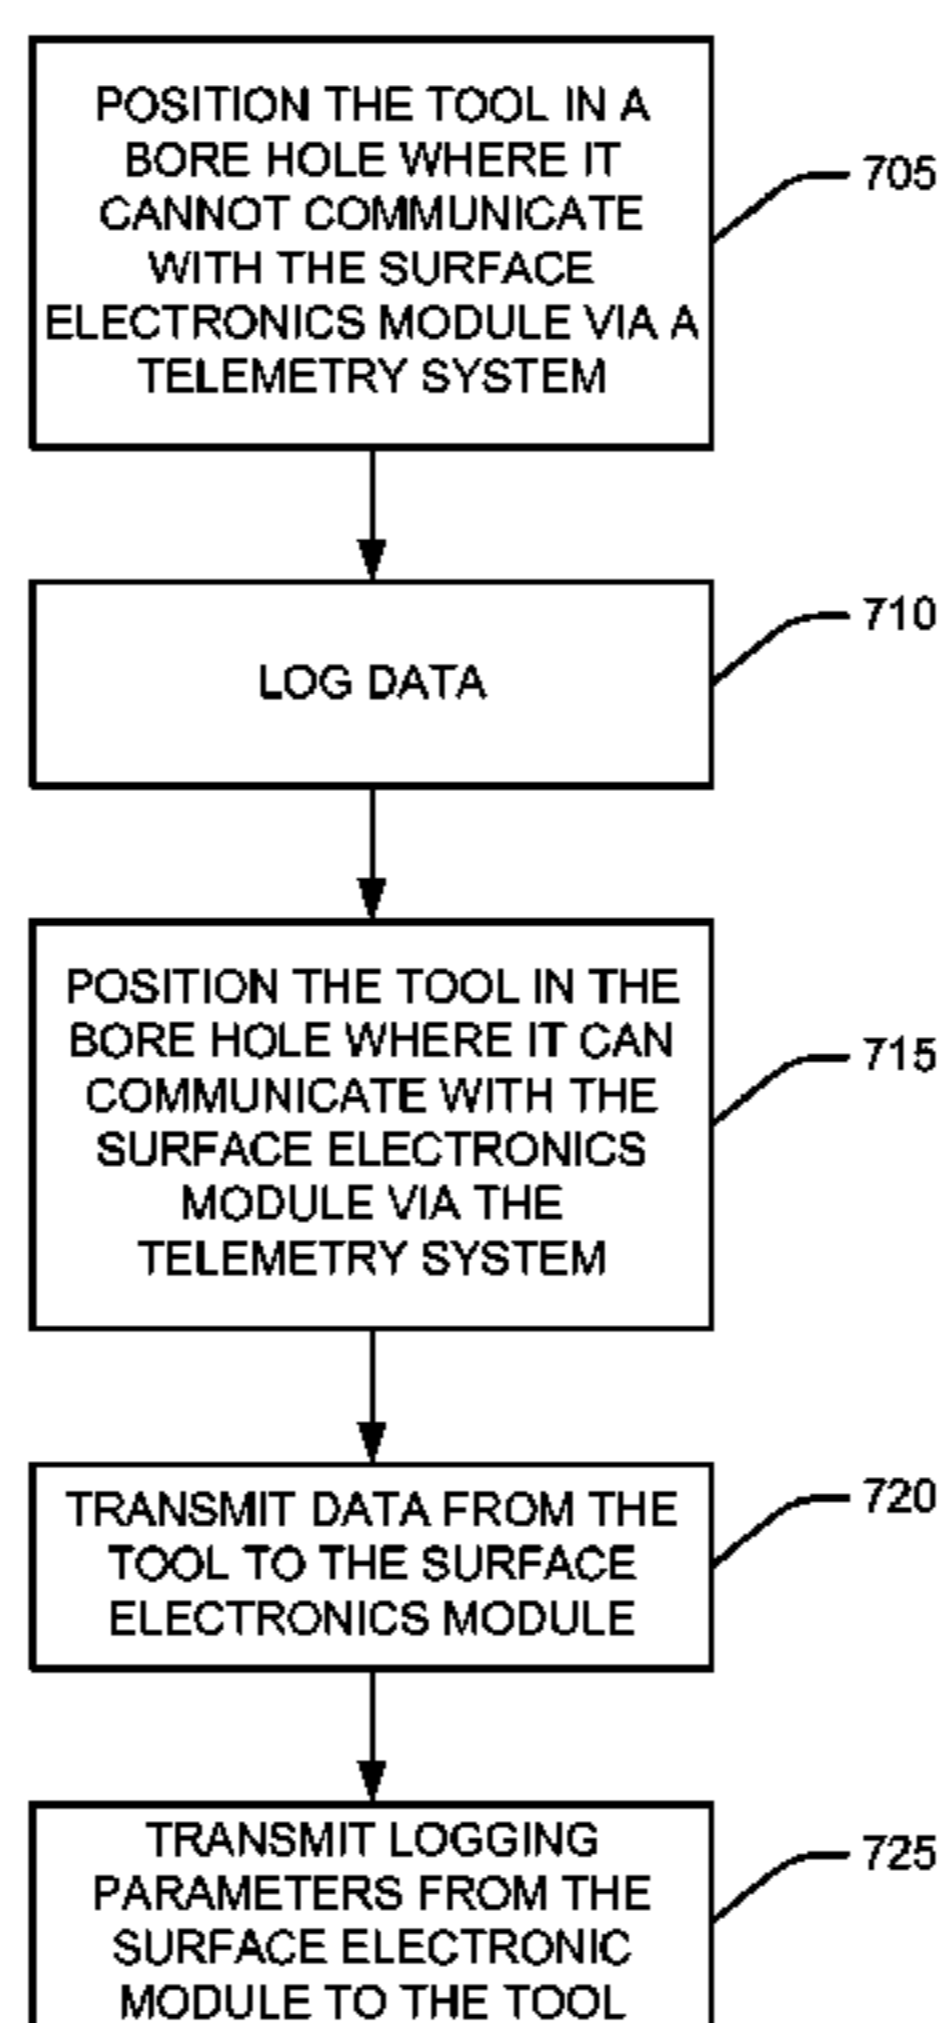 POSITION THE TOOL IN A
BORE HOLE WHERE IT
CANNOT COMMUNICATE
WITH THE SURFACE
ELECTRONICS MODULE VIA A
TELEMETRY SYSTEM
705
LOG DATA
710
POSITION THE TOOL IN THE
BORE HOLE WHERE IT CAN
COMMUNICATE WITH THE
SURFACE ELECTRONICS
MODULE VIA THE
TELEMETRY SYSTEM
715
TRANSMIT DATA FROM THE
TOOL TO THE SURFACE
ELECTRONICS MODULE
720
TRANSMIT LOGGING
PARAMETERS FROM THE
SURFACE ELECTRONIC
MODULE TO THE TOOL
725